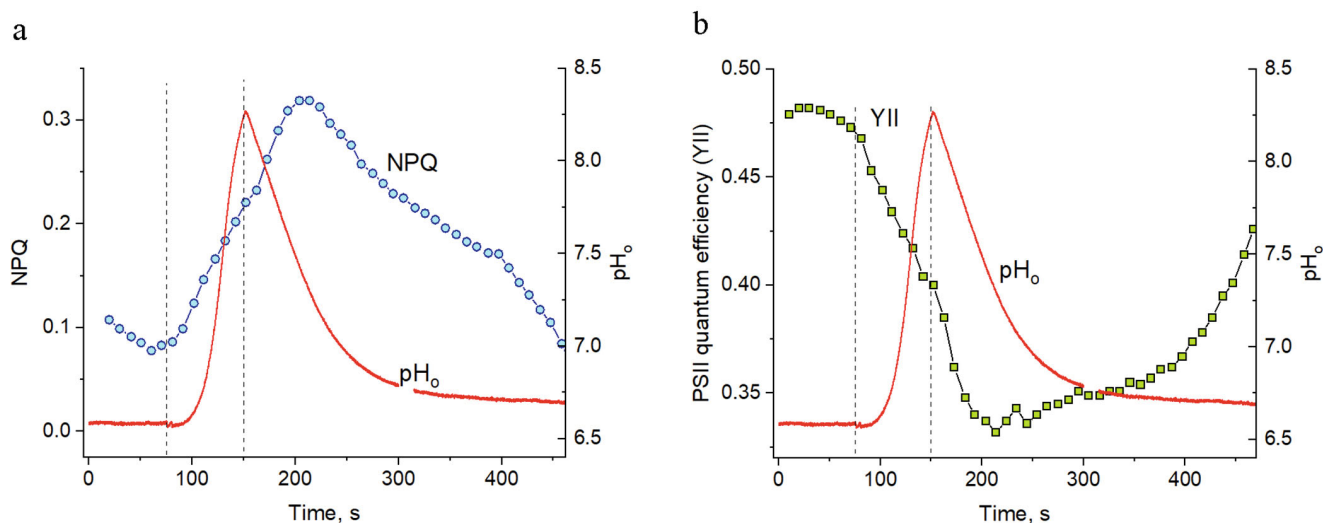 a
NPQ
0.3
0.2
0.1
0.0
8.5
8.0
7.5
7.0
6.5
pHo
NPQ
pHo
0 100 200 300 400
Time, s
b
PSII quantum efficiency (YII)
0.50
0.45
0.40
0.35
8.5
8.0
7.5
7.0
6.5
pHo
YII
pHo
0 100 200 300 400
Time, s